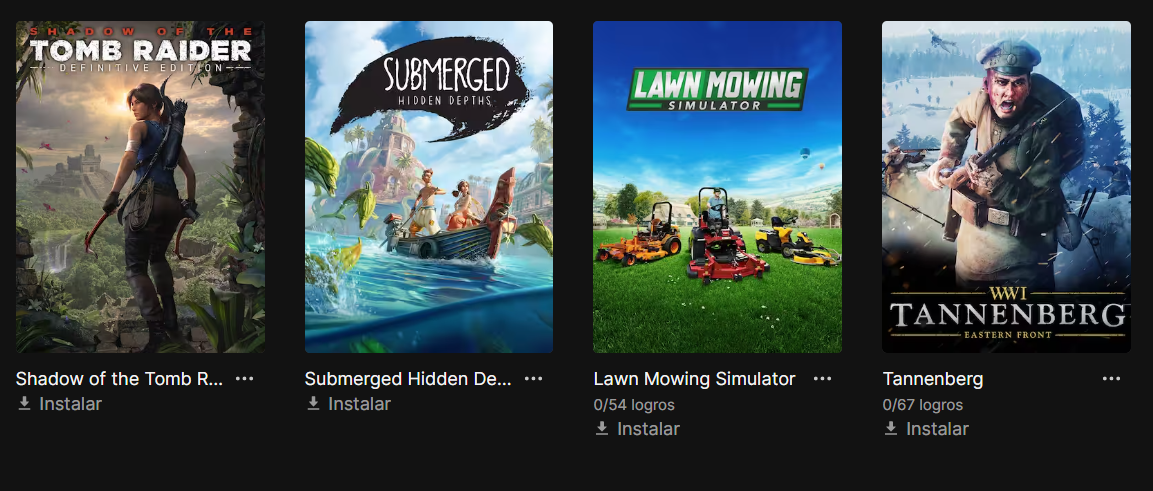 SHADOW OF THE
TOMB RAIDER
DEFINITIVE EDITION
SUBMERGED
HIDDEN DEPTHS
LAWN MOWING
SIMULATOR
WWI
TANNENBERG
EASTERN FRONT
Shadow of the Tomb R...
Instalar
Submerged Hidden De...
Instalar
Lawn Mowing Simulator
0/54 logros
Instalar
Tannenberg
0/67 logros
Instalar